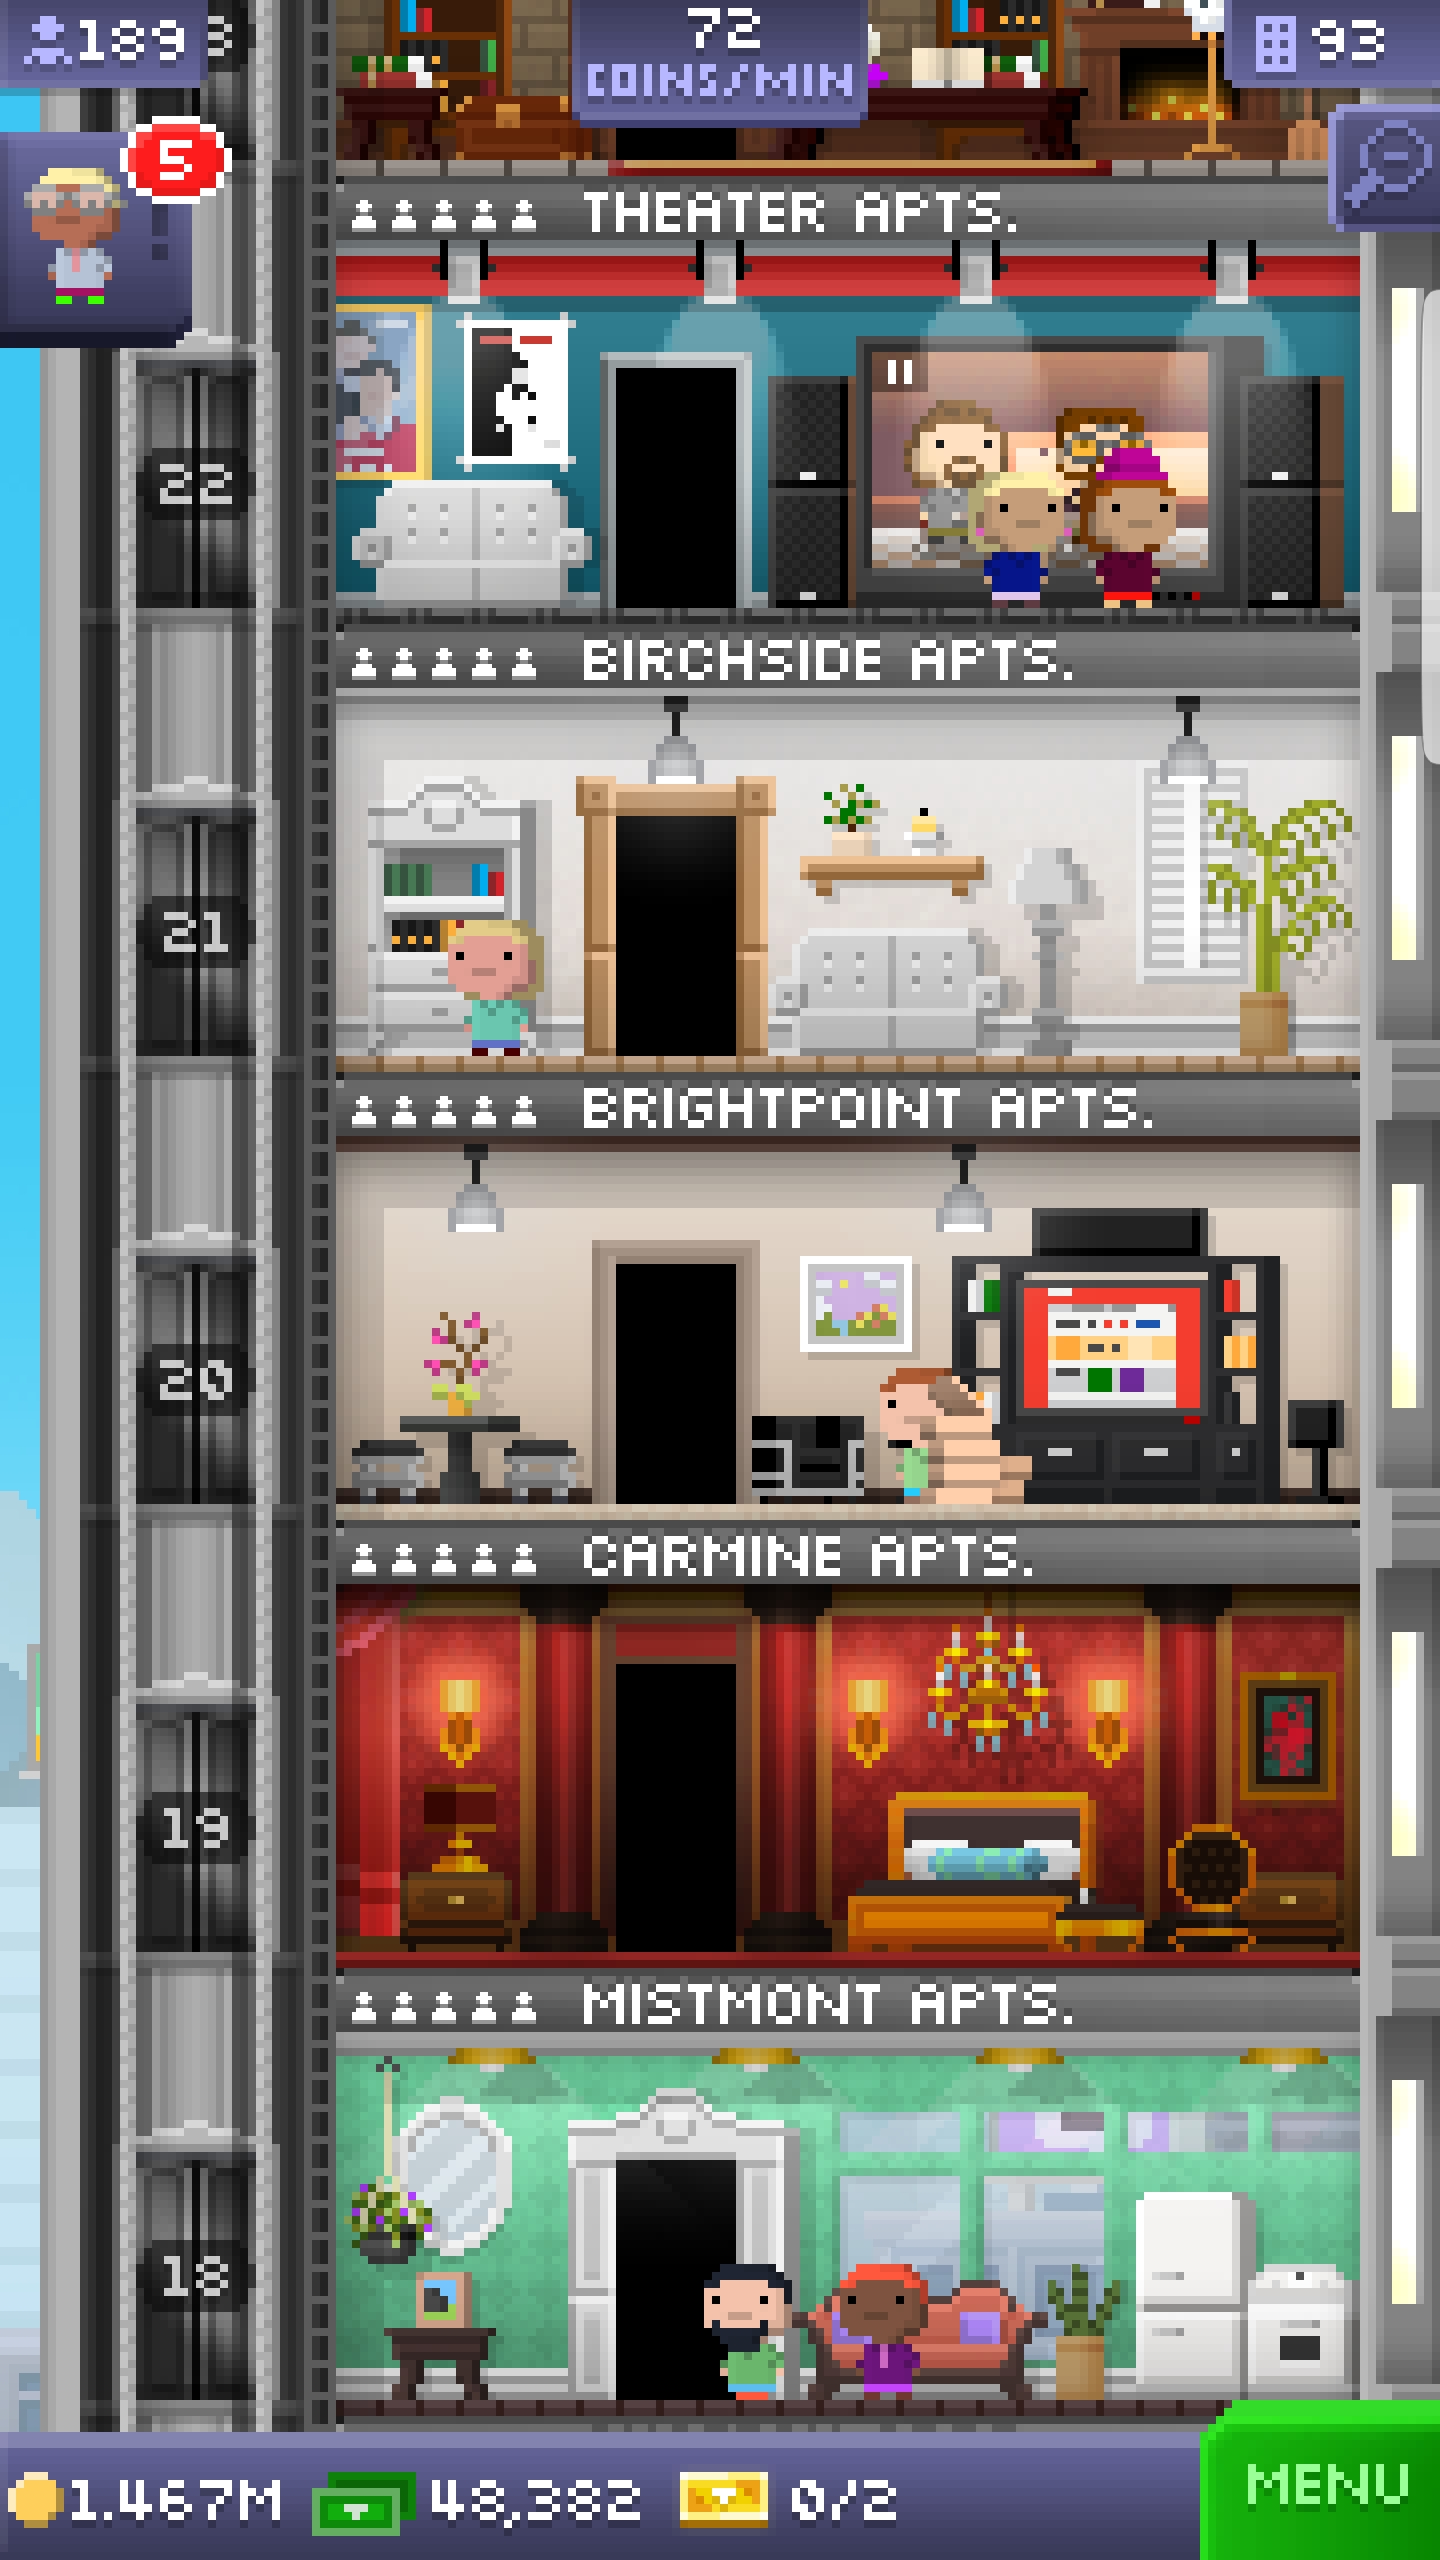 189
72
COINS/MIN
93
5
THEATER APTS.
22
BIRCHSIDE APTS.
21
BRIGHTPOINT APTS.
20
CARMINE APTS.
19
MISTMONT APTS.
18
1.467M
48,382
0/2
MENU